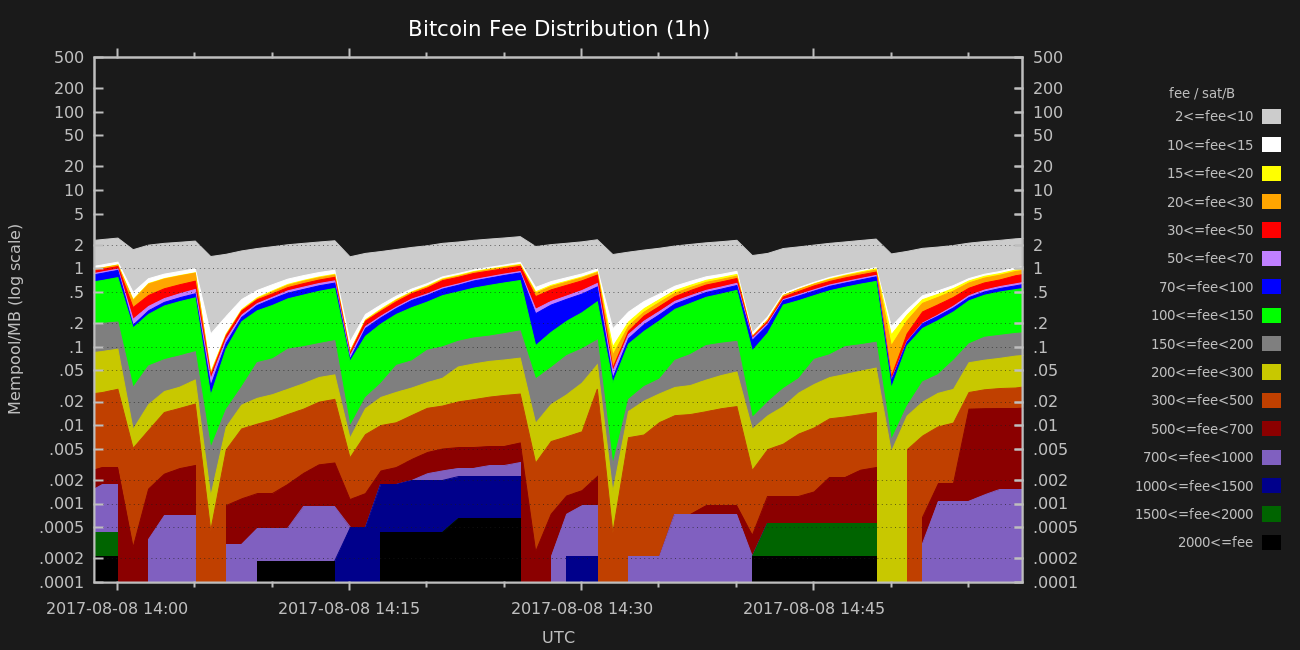 Bitcoin Fee Distribution (1h)
Mempool/MB (log scale)
500
200
100
50
20
10
5
2
1
.5
.2
.1
.05
.02
.01
.005
.002
.001
.0005
.0002
.0001
500
200
100
50
20
10
5
2
1
.5
.2
.1
.05
.02
.01
.005
.002
.001
.0005
.0002
.0001
2017-08-08 14:00
2017-08-08 14:15
2017-08-08 14:30
2017-08-08 14:45
UTC
fee / sat/B
2<=fee<10
10<=fee<15
15<=fee<20
20<=fee<30
30<=fee<50
50<=fee<70
70<=fee<100
100<=fee<150
150<=fee<200
200<=fee<300
300<=fee<500
500<=fee<700
700<=fee<1000
1000<=fee<1500
1500<=fee<2000
2000<=fee